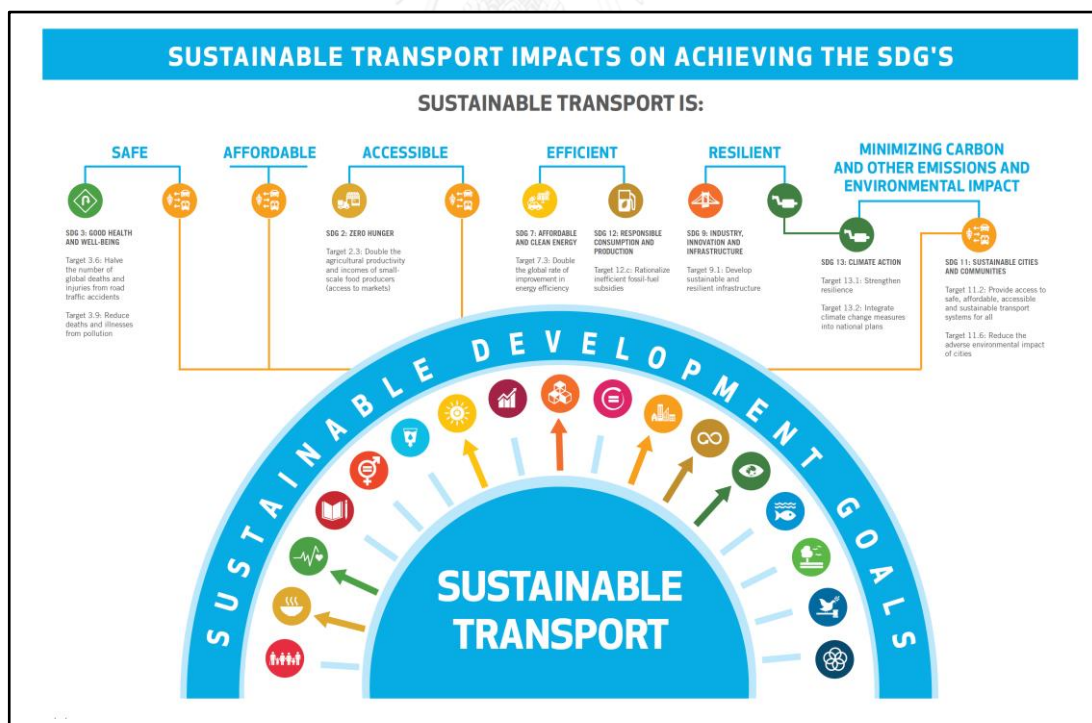 SUSTAINABLE TRANSPORT IMPACTS ON ACHIEVING THE SDG'S
SUSTAINABLE TRANSPORT IS:
SAFE
AFFORDABLE
ACCESSIBLE
EFFICIENT
RESILIENT
MINIMIZING CARBON
AND OTHER EMISSIONS AND
ENVIRONMENTAL IMPACT
SDG 3: GOOD HEALTH
AND WELL-BEING
Target 3.6: Halve
the number of
global deaths and
injuries from road
traffic accidents.
Target 3.9: Reduce
deaths and illnesses
from pollution
SDG 2: ZERO HUNGER
Target 2.3: Double the
agricultural productivity
and incomes of small-
scale food producers
(access to markets)
SDG 7: AFFORDABLE
AND CLEAN ENERGY
Target 7.3: Double
the global rate of
improvement in
energy efficiency
SDG 12: RESPONSIBLE
CONSUMPTION AND
PRODUCTION
Target 12.c: Rationalize
inefficient fossil-fuel
subsidies
SDG 9: INDUSTRY,
INNOVATION AND
INFRASTRUCTURE
Target 9.1: Develop
sustainable and
resilient infrastructure
SDG 13: CLIMATE ACTION
Target 13.1: Strengthen
resilience
Target 13.2: Integrate
climate change measures
into national plans
SDG 11: SUSTAINABLE CITIES
AND COMMUNITIES
Target 11.2: Provide access to
safe, affordable, accessible
and sustainable transport
systems for all
Target 11.6: Reduce the
adverse environmental impact
of cities
SUSTAINABLE DEVELOPMENT GOALS
SUSTAINABLE
TRANSPORT